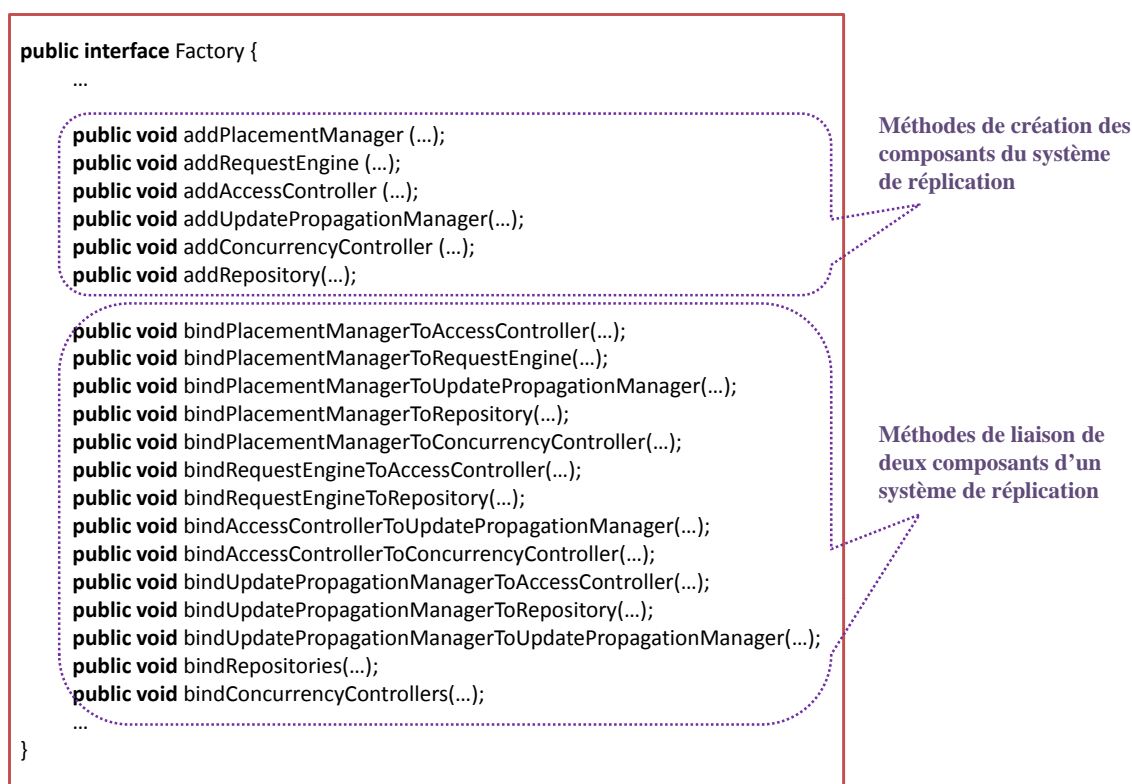 public interface Factory {
…
public void addPlacementManager (…);
public void addRequestEngine (…);
public void addAccessController (…);
public void addUpdatePropagationManager(…);
public void addConcurrencyController (…);
public void addRepository(…);
Méthodes de création des
composants du système
de réplication
public void bindPlacementManagerToAccessController(…);
public void bindPlacementManagerToRequestEngine(…);
public void bindPlacementManagerToUpdatePropagationManager(…);
public void bindPlacementManagerToRepository(…);
public void bindPlacementManagerToConcurrencyController(…);
public void bindRequestEngineToAccessController(…);
public void bindRequestEngineToRepository(…);
public void bindAccessControllerToUpdatePropagationManager(…);
public void bindAccessControllerToConcurrencyController(…);
public void bindUpdatePropagationManagerToAccessController(…);
public void bindUpdatePropagationManagerToRepository(…);
public void bindUpdatePropagationManagerToUpdatePropagationManager(…);
public void bindRepositories(…);
public void bindConcurrencyControllers(…);
Méthodes de liaison de
deux composants d’un
système de réplication
…
}